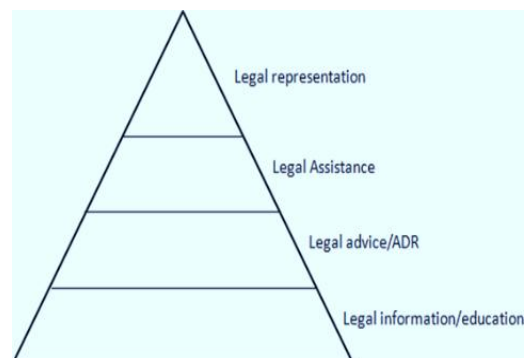 Legal representation
Legal Assistance
Legal advice/ADR
Legal information/education